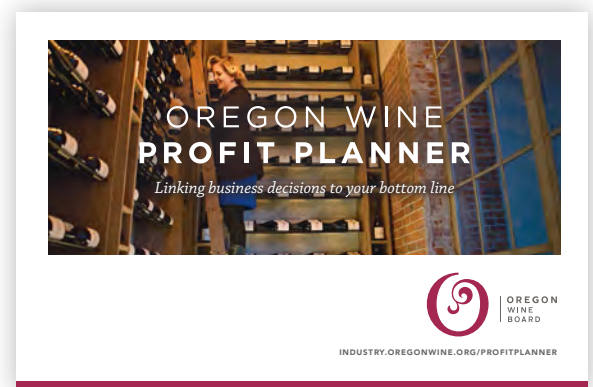 OREGON WINE
PROFIT PLANNER
Linking business decisions to your bottom line
OREGON
WINE
BOARD
INDUSTRY.OREGONWINE.ORG/PROFITPLANNER